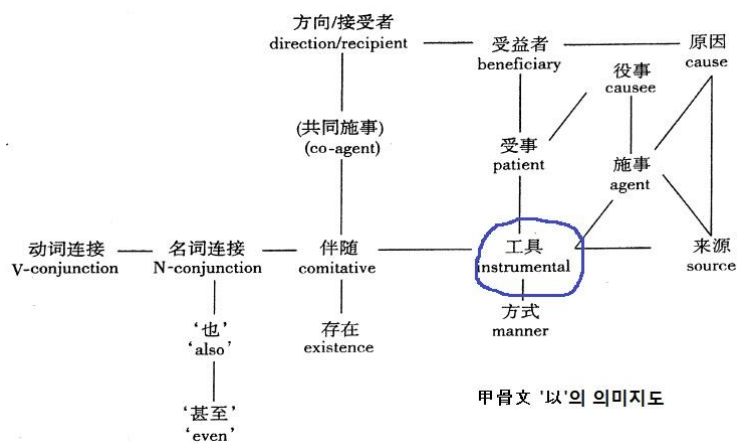 方向/接受者
direction/recipient
受益者
beneficiary
原因
cause
役事
causee
(共同施事)
(co-agent)
受事
patient
施事
agent
动词连接
V-conjunction
名词连接
N-conjunction
伴随
comitative
工具
instrumental
来源
source
'也'
'also'
存在
existence
方式
manner
'甚至'
'even'
甲骨文 '以'의 의미지도